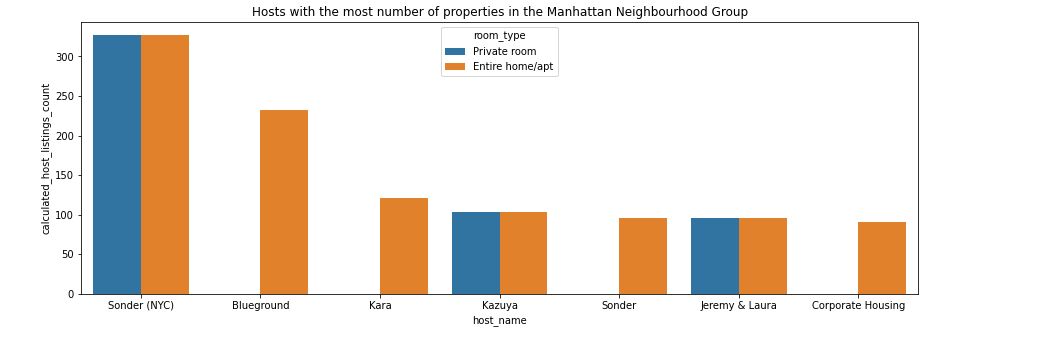 Hosts with the most number of properties in the Manhattan Neighbourhood Group
room_type
Private room
Entire home/apt
calculated_host_listings_count
300
250
200
150
100
50
0
Sonder (NYC) Blueground Kara Kazuya Sonder Jeremy & Laura Corporate Housing
host_name